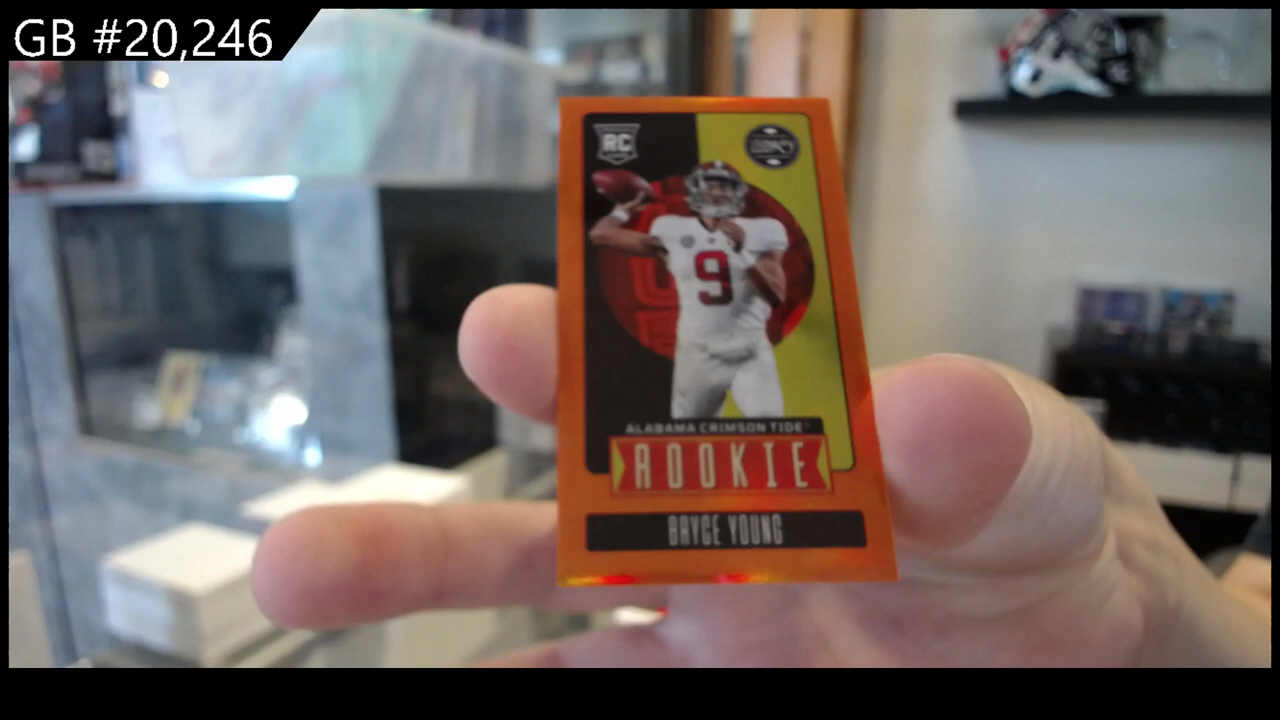 GB #20,246
RC
9
ALABAMA CRIMSON TIDE
ROOKIE
BRYCE YOUNG